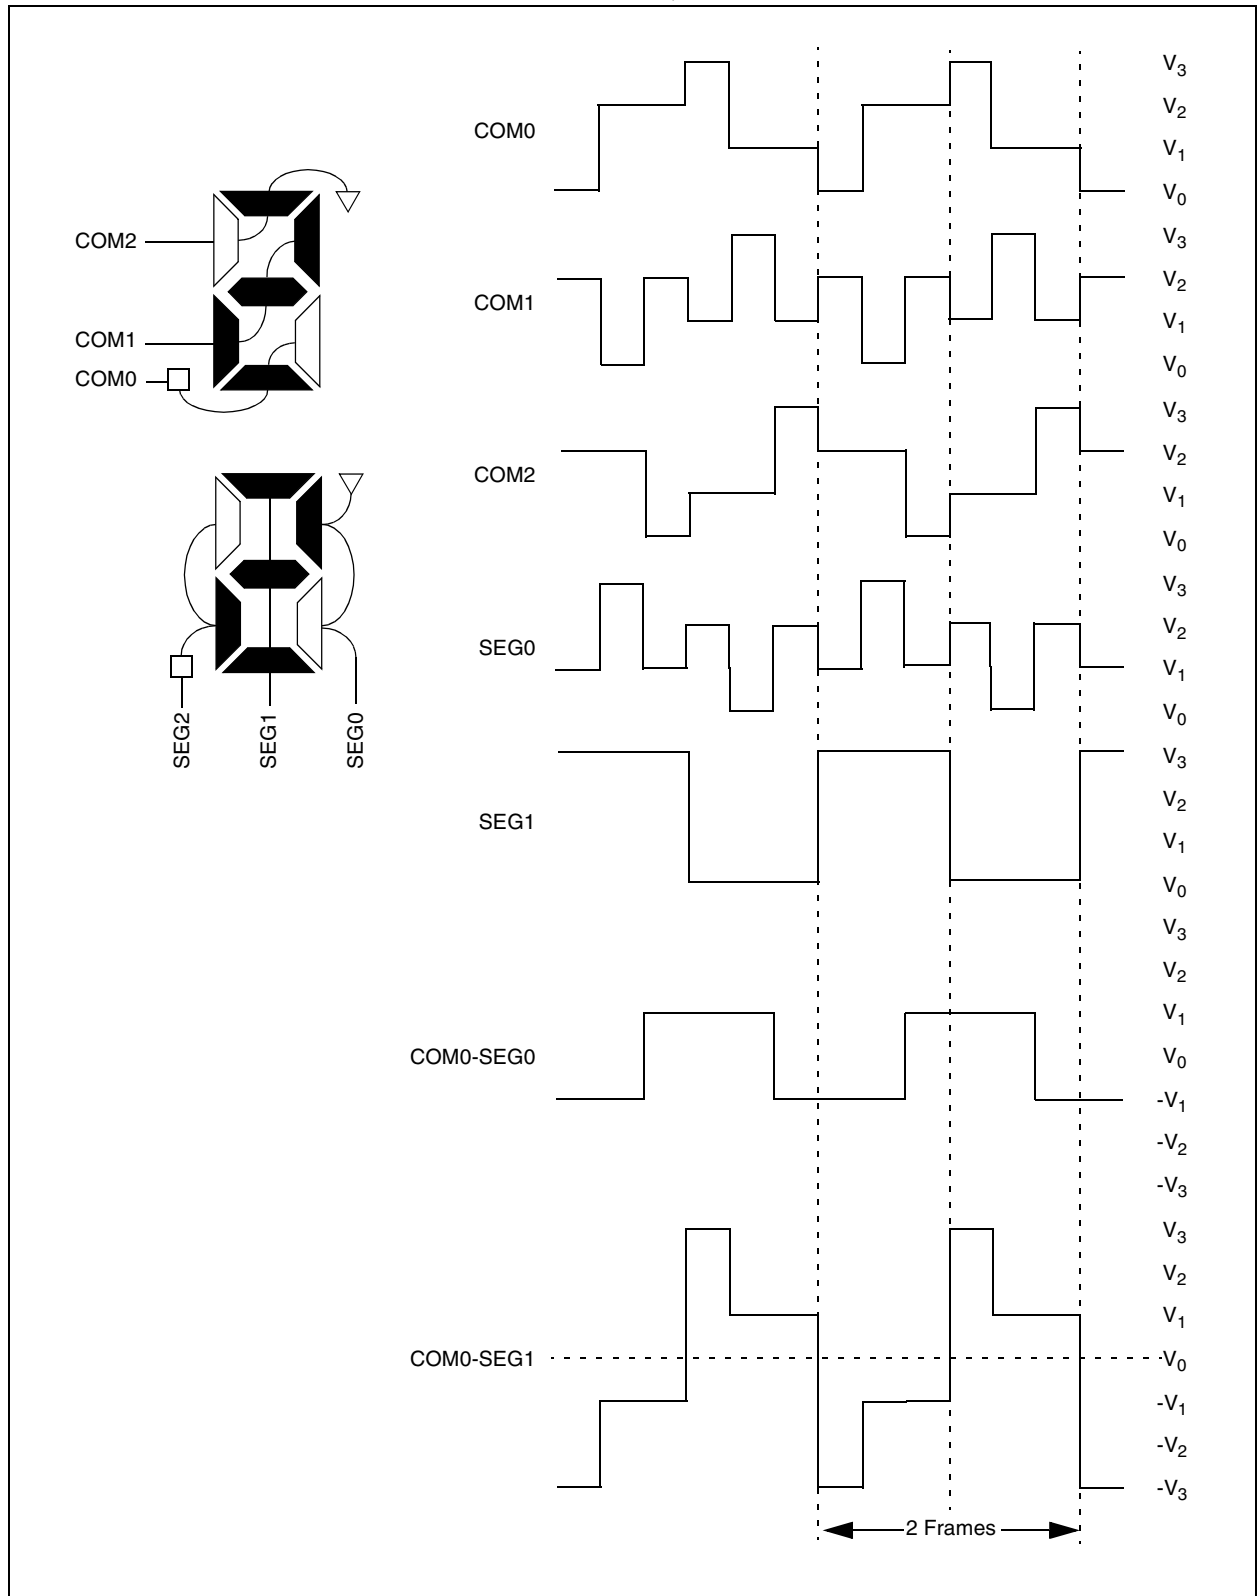 COM2
COM1
COM0
SEG2
SEG1
SEG0
COM0
V3
V2
V1
V0
COM1
V3
V2
V1
V0
COM2
V3
V2
V1
V0
SEG0
V3
V2
V1
V0
SEG1
V3
V2
V1
V0
COM0-SEG0
V3
V2
V1
V0
-V1
-V2
-V3
COM0-SEG1
V3
V2
V1
V0
-V1
-V2
-V3
2 Frames